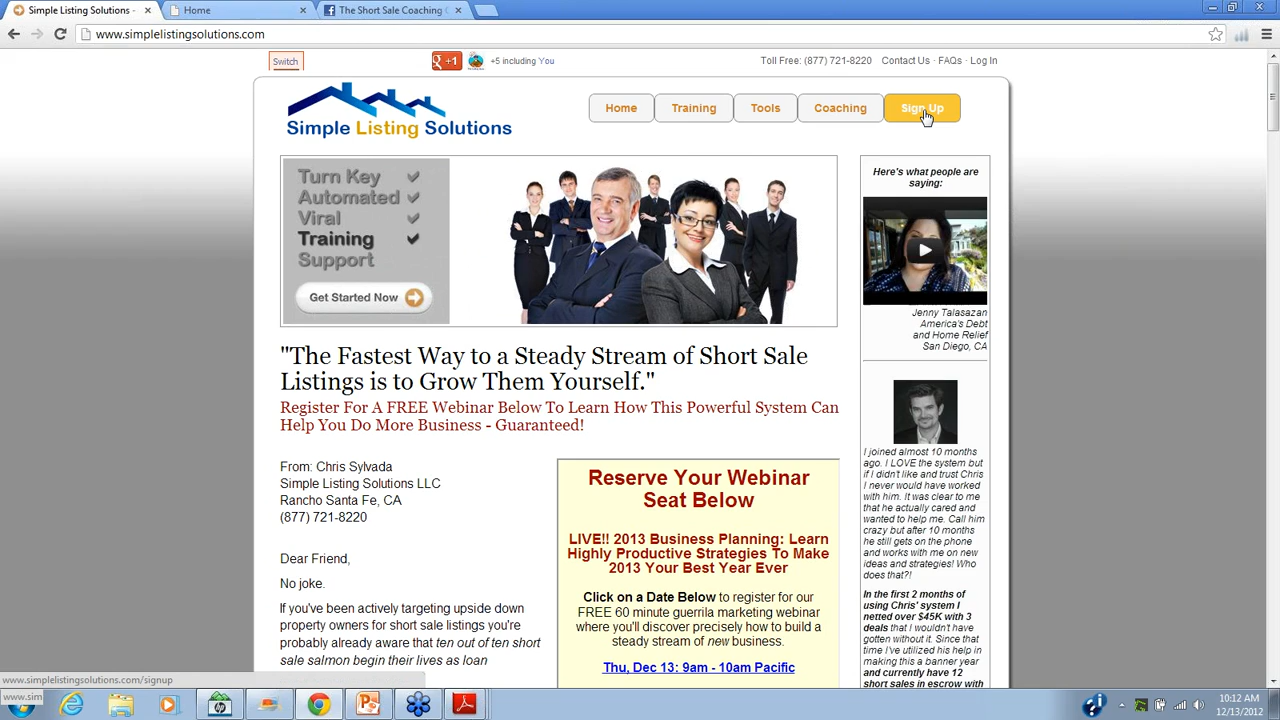 Simple Listing Solutions -
Home
The Short Sale Coaching C
www.simplelistingsolutions.com
Switch
+1
+5 including You
Toll Free: (877) 721-8220 Contact Us · FAQs · Log In
Simple Listing Solutions
Home
Training
Tools
Coaching
Sign Up
Turn Key
Automated
Viral
Training
Support
Get Started Now
"The Fastest Way to a Steady Stream of Short Sale
Listings is to Grow Them Yourself."
Register For A FREE Webinar Below To Learn How This Powerful System Can
Help You Do More Business - Guaranteed!
From: Chris Sylvada
Simple Listing Solutions LLC
Rancho Santa Fe, CA
(877) 721-8220
Dear Friend,
No joke.
If you've been actively targeting upside down
property owners for short sale listings you're
probably already aware that ten out of ten short
sale salmon begin their lives as loan
Reserve Your Webinar
Seat Below
LIVE!! 2013 Business Planning: Learn
Highly Productive Strategies To Make
2013 Your Best Year Ever
Click on a Date Below to register for our
FREE 60 minute guerrila marketing webinar
where you'll discover precisely how to build a
steady stream of new business.
Thu, Dec 13: 9am - 10am Pacific
Here's what people are
saying:
Jenny Talasazan
America's Debt
and Home Relief
San Diego, CA
I joined almost 10 months
ago. I LOVE the system but
if I didn't like and trust Chris
I never would have worked
with him. It was clear to me
that he actually cared and
wanted to help me. Call him
crazy but after 10 months
he still gets on the phone
and works with me on new
ideas and strategies! Who
does that?!
In the first 2 months of
using Chris' system I
netted over $45K with 3
deals that I wouldn't have
gotten without it. Since that
time I've utilized his help in
making this a banner year
and currently have 12
short sales in escrow with
www.simplelistingsolutions.com/signup
www.sim
10:12 AM
12/13/2012